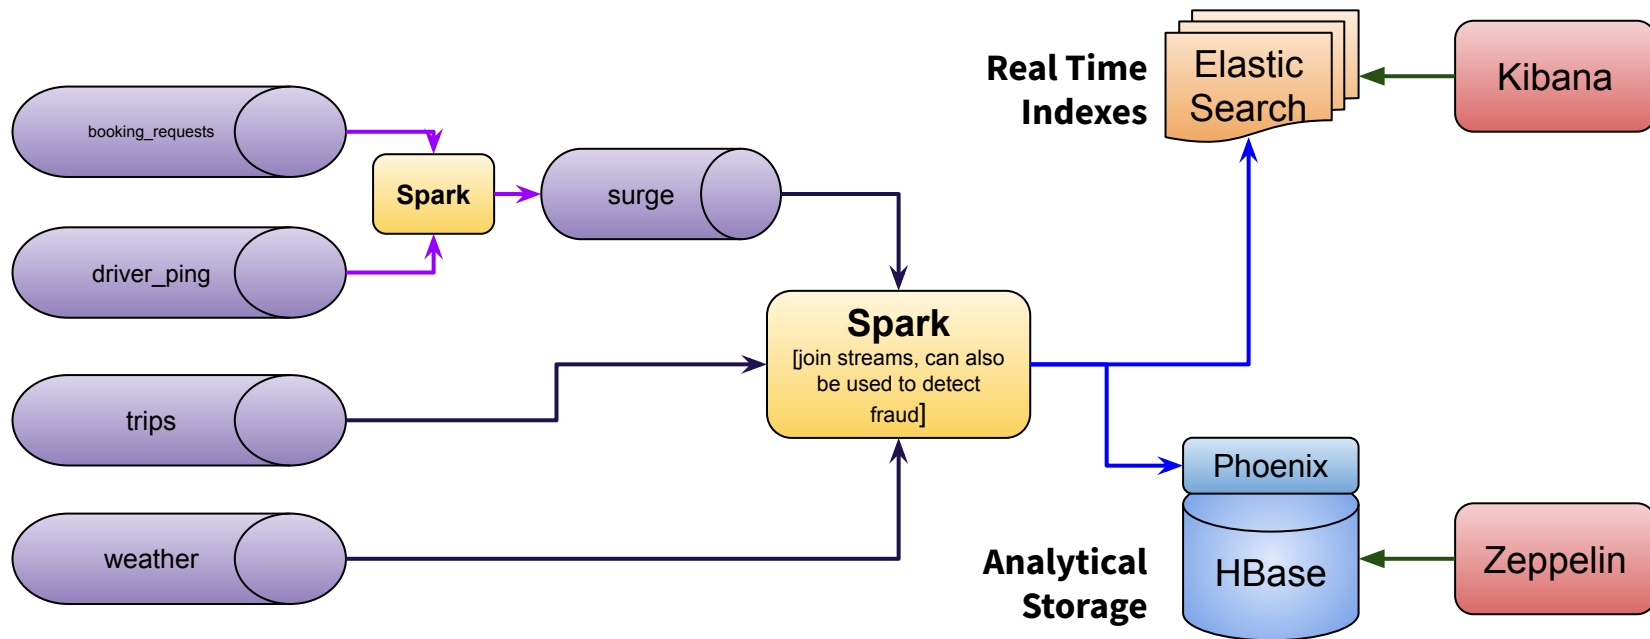 booking_requests
driver_ping
trips
weather
Spark
surge
Spark
[join streams, can also
be used to detect
fraud]
Real Time
Indexes
Elastic
Search
Kibana
Phoenix
HBase
Analytical
Storage
Zeppelin